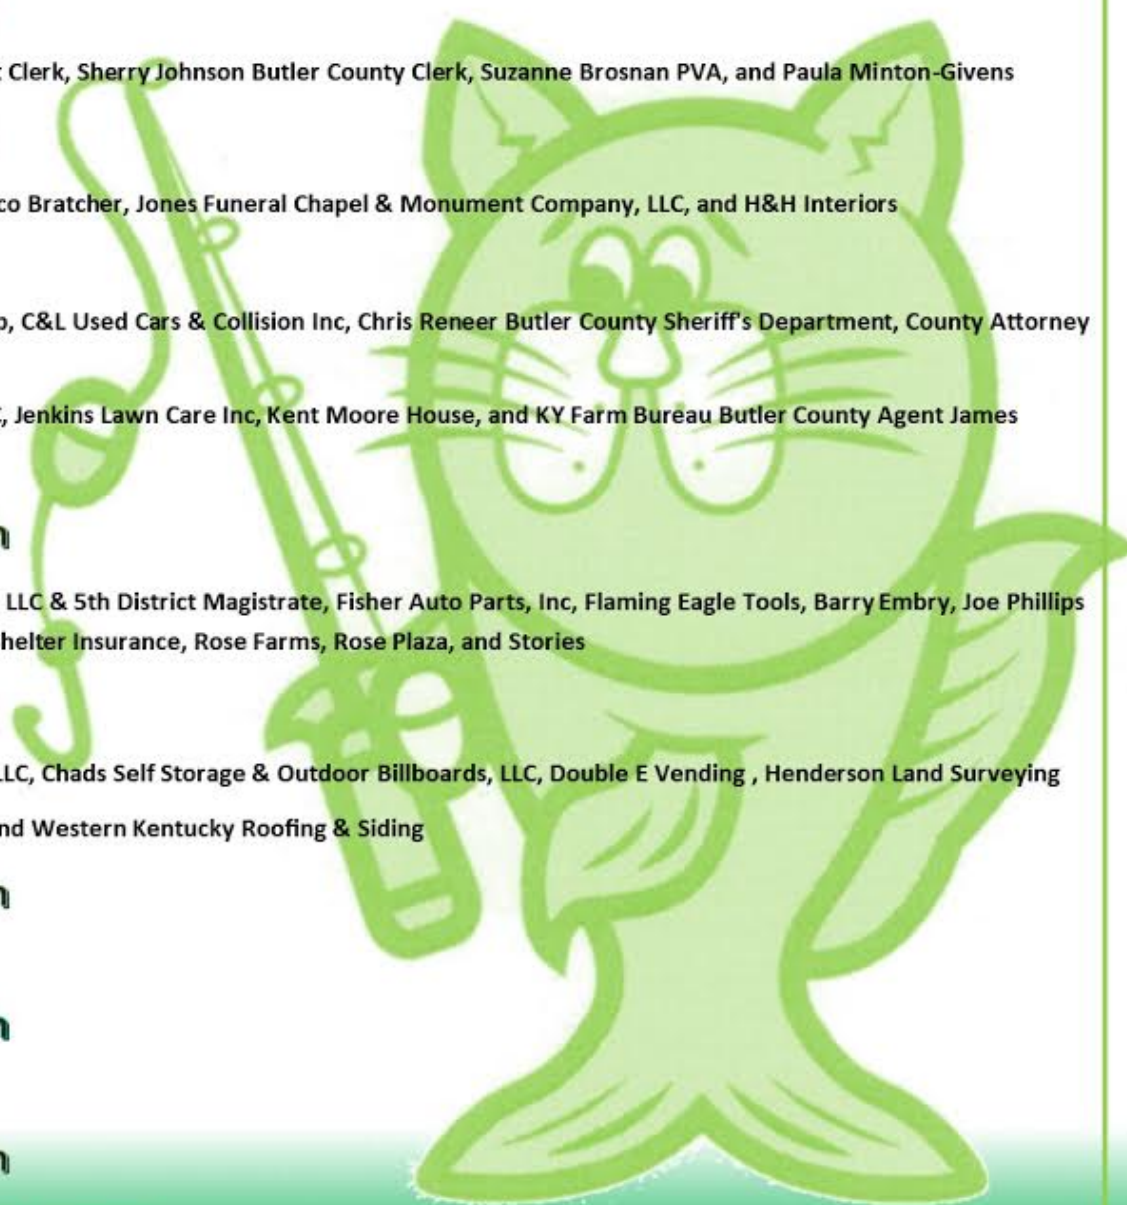 Clerk, Sherry Johnson Butler County Clerk, Suzanne Brosnan PVA, and Paula Minton-Givens
Bratcher, Jones Funeral Chapel & Monument Company, LLC, and H&H Interiors
C&L Used Cars & Collision Inc, Chris Reneer Butler County Sheriff's Department, County Attorney
Jenkins Lawn Care Inc, Kent Moore House, and KY Farm Bureau Butler County Agent James
LLC & 5th District Magistrate, Fisher Auto Parts, Inc, Flaming Eagle Tools, Barry Embry, Joe Phillips
helter Insurance, Rose Farms, Rose Plaza, and Stories
LLC, Chads Self Storage & Outdoor Billboards, LLC, Double E Vending , Henderson Land Surveying
nd Western Kentucky Roofing & Siding